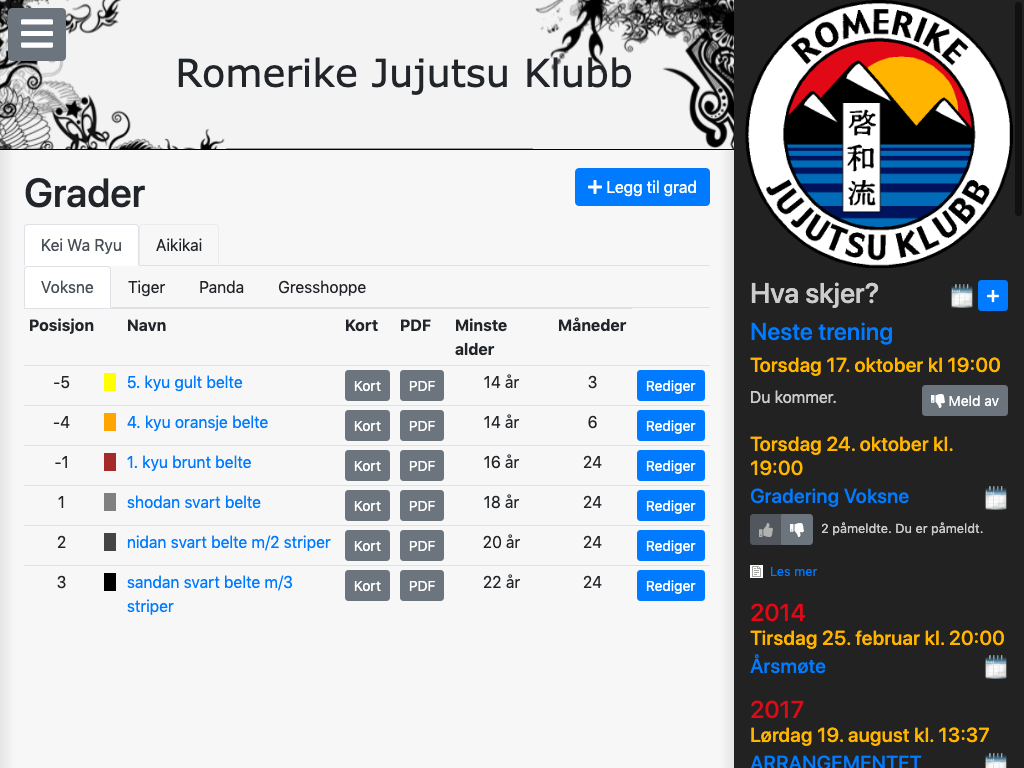 Romerike Jujutsu Klubb
Grader
Legg til grad
Kei Wa Ryu Aikikai
Voksne Tiger Panda Gresshoppe
Posisjon Navn Kort PDF Minste alder Måneder
-5 5. kyu gult belte Kort PDF 14 år 3 Rediger
-4 4. kyu oransje belte Kort PDF 14 år 6 Rediger
-1 1. kyu brunt belte Kort PDF 16 år 24 Rediger
1 shodan svart belte Kort PDF 18 år 24 Rediger
2 nidan svart belte m/2 striper Kort PDF 20 år 24 Rediger
3 sandan svart belte m/3 Kort PDF 22 år 24 Rediger
striper
ROMERIKE
啓
和
流
JUJUTSU KLUBB
Hva skjer?
Neste trening
Torsdag 17. oktober kl 19:00
Du kommer. Meld av
Torsdag 24. oktober kl.
19:00
Gradering Voksne
2 påmeldte. Du er påmeldt.
Les mer
2014
Tirsdag 25. februar kl. 20:00
Årsmøte
2017
Lørdag 19. august kl. 13:37
ARRANGEMENTET